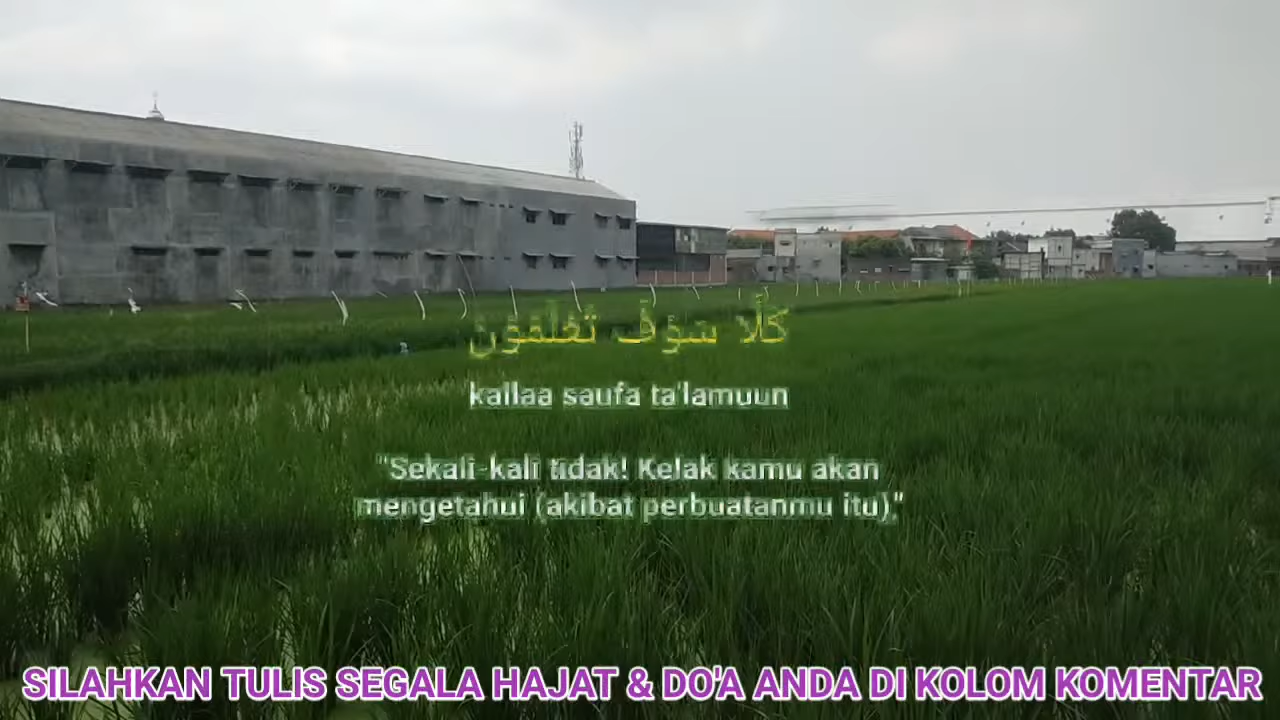 كَلَّا سَوْفَ تَعْلَمُوْنَ
kallaa saufa ta'lamuun
"Sekali-kali tidak! Kelak kamu akan
mengetahui (akibat perbuatanmu itu),"
SILAHKAN TULIS SEGALA HAJAT & DO'A ANDA DI KOLOM KOMENTAR